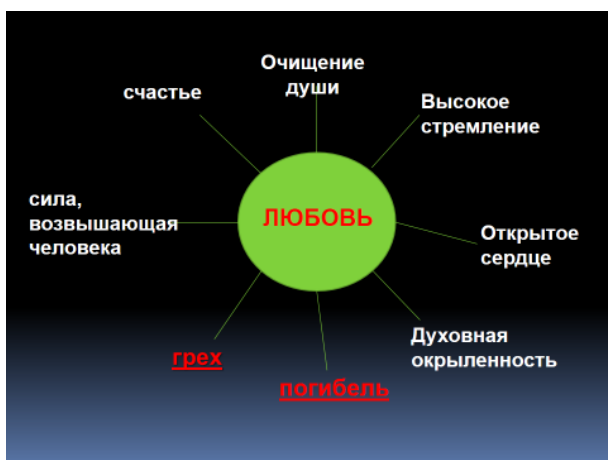 Очищение
души
счастье
Высокое
стремление
сила,
возвышающая
человека
ЛЮБОВЬ
Открытое
сердце
Духовная
окрыленность
грех
погибель